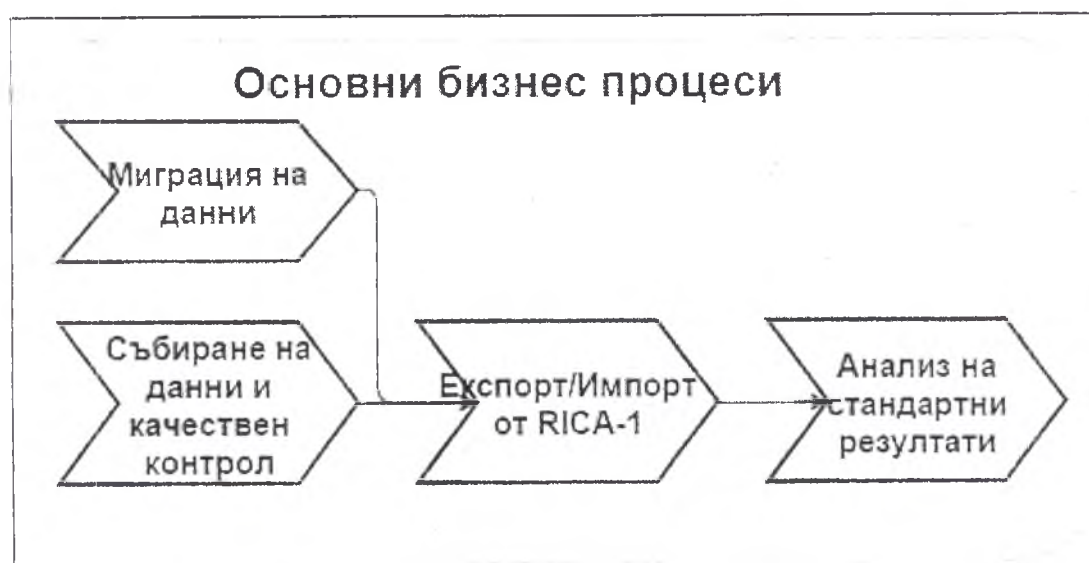 Основни бизнес процеси
Миграция на
данни
Събиране на
данни и
качествен
контрол
Експорт/Импорт
от RICA-1
Анализ на
стандартни
резултати